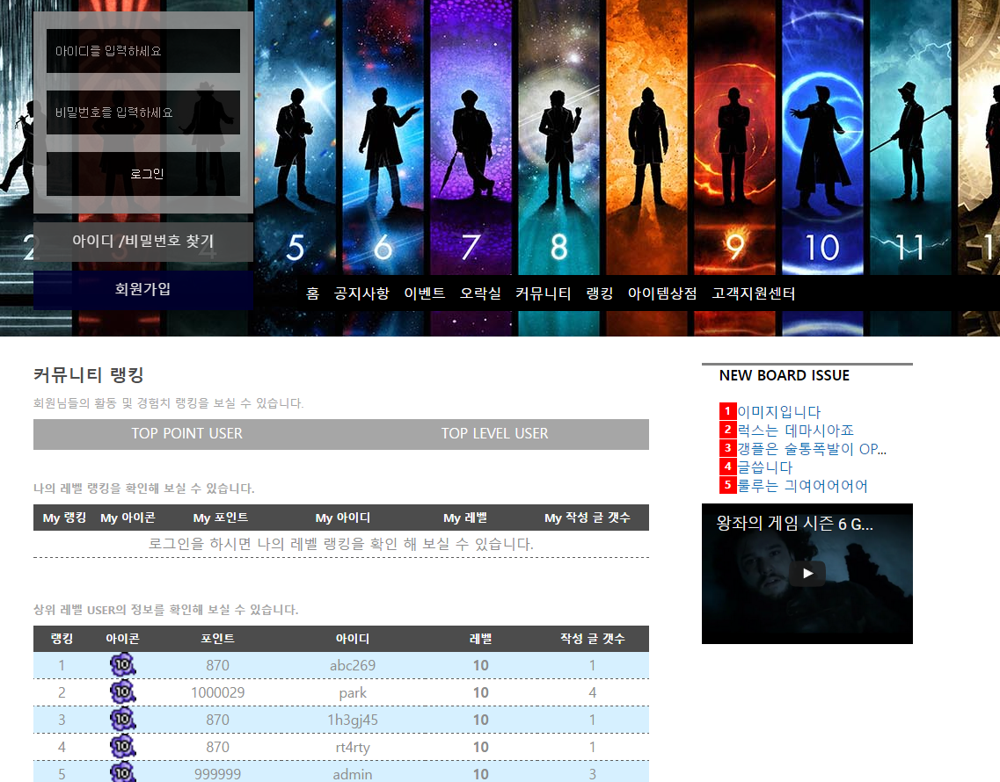 아이디를 입력하세요
비밀번호를 입력하세요
로그인
2 3 4 5 6 7 8 9 10 11 1
아이디 /비밀번호 찾기
회원가입
홈 공지사항 이벤트 오락실 커뮤니티 랭킹 아이템상점 고객지원센터
커뮤니티 랭킹
회원님들의 활동 및 경험치 랭킹을 보실 수 있습니다.
TOP POINT USER TOP LEVEL USER
나의 레벨 랭킹을 확인해 보실 수 있습니다.
My 랭킹 My 아이콘 My 포인트 My 아이디 My 레벨 My 작성 글 갯수
로그인을 하시면 나의 레벨 랭킹을 확인 해 보실 수 있습니다.
상위 레벨 USER의 정보를 확인해 보실 수 있습니다.
랭킹 아이콘 포인트 아이디 레벨 작성 글 갯수
1 10 870 abc269 10 1
2 10 1000029 park 10 4
3 10 870 1h3gj45 10 1
4 10 870 rt4rty 10 1
5 10 999999 admin 10 3
NEW BOARD ISSUE
1 이미지입니다
2 럭스는 데마시아죠
3 갱플은 술통폭발이 OP...
4 글씁니다
5 룰루는 긔여어어어어
왕좌의 게임 시즌 6 G...